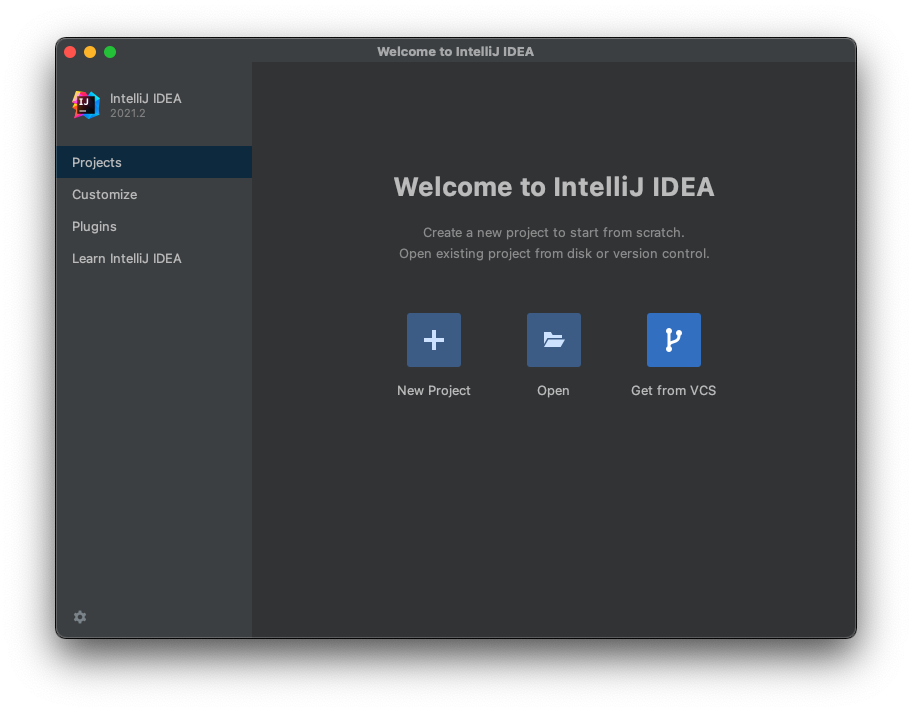 Welcome to IntelliJ IDEA
IJ
IntelliJ IDEA
2021.2
Projects
Customize
Plugins
Learn IntelliJ IDEA
Welcome to IntelliJ IDEA
Create a new project to start from scratch.
Open existing project from disk or version control.
New Project
Open
Get from VCS